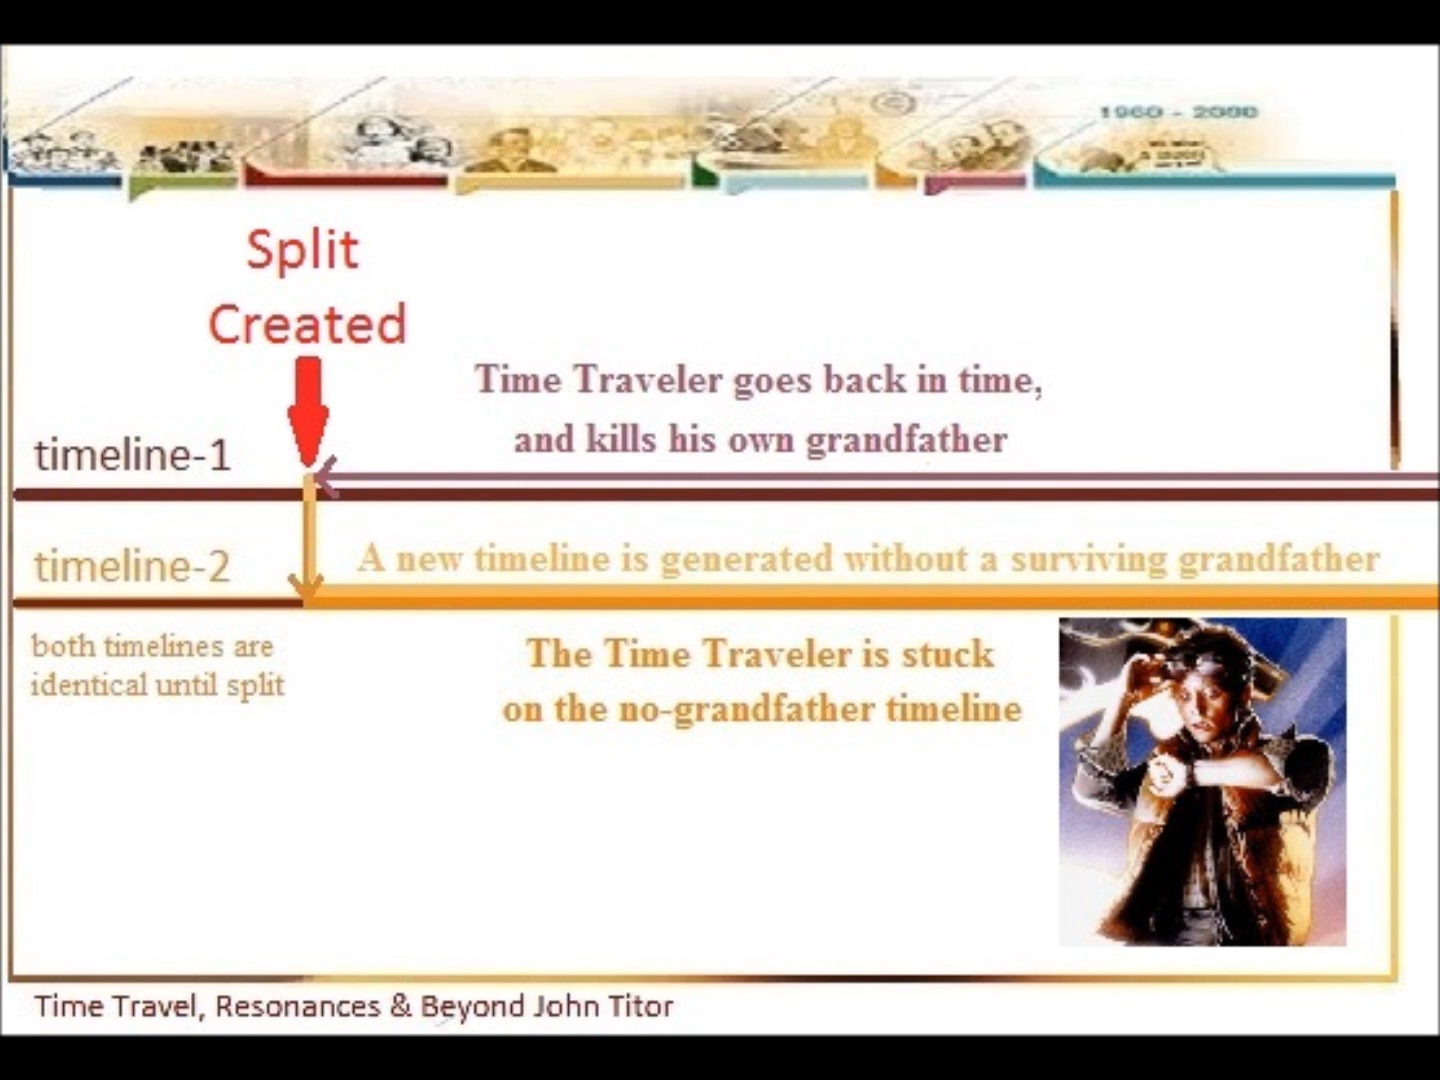 1960 - 2000
Split
Created
Time Traveler goes back in time,
and kills his own grandfather
timeline-1
timeline-2
A new timeline is generated without a surviving grandfather
both timelines are
identical until split
The Time Traveler is stuck
on the no-grandfather timeline
Time Travel, Resonances & Beyond John Titor